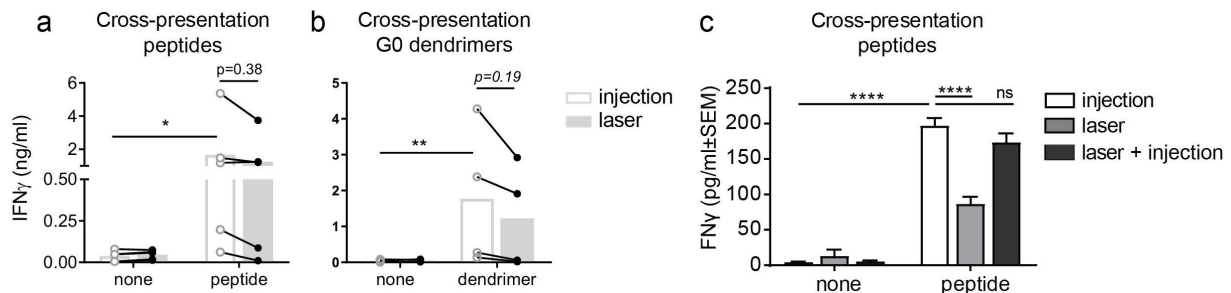 a
Cross-presentation
peptides
IFNγ (ng/ml)
6
4
2
0.50
0.25
0.00
*
p=0.38
none
peptide
b
Cross-presentation
G0 dendrimers
5
4
3
2
1
0
**
p=0.19
none
dendrimer
injection
laser
c
Cross-presentation
peptides
FNγ (pg/ml±SEM)
250
200
150
100
50
0
****
****
ns
none
peptide
injection
laser
laser + injection